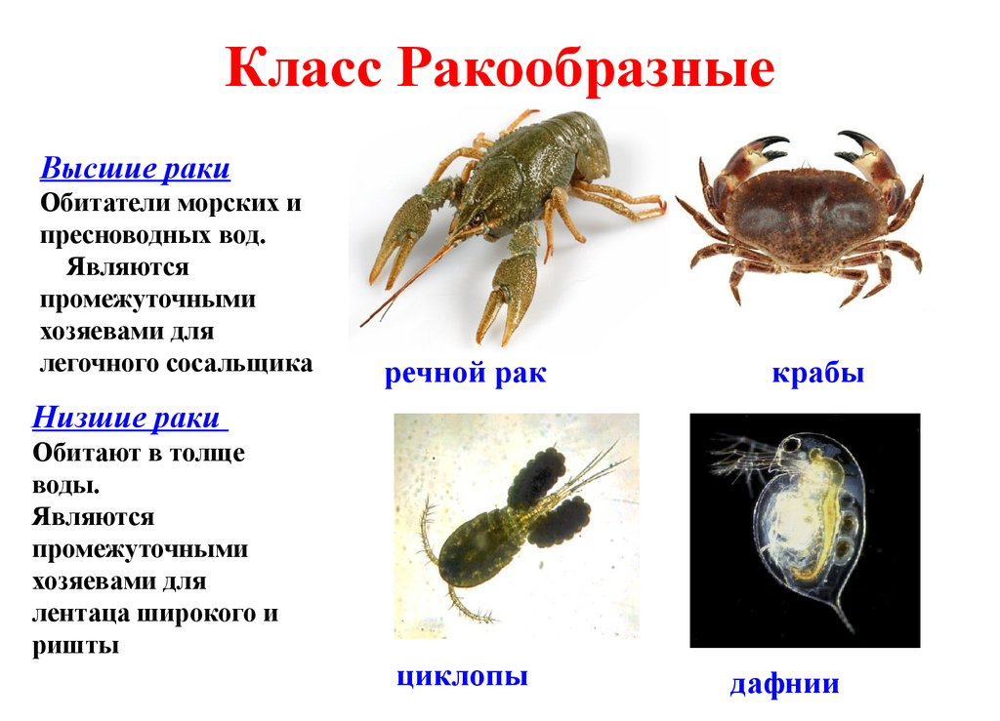 Класс Ракообразные
Высшие раки
Обитатели морских и
пресноводных вод.
Являются
промежуточными
хозяевами для
легочного сосальщика
речной рак
крабы
Низшие раки
Обитают в толще
воды.
Являются
промежуточными
хозяевами для
лентаца широкого и
ришты
циклопы
дафнии